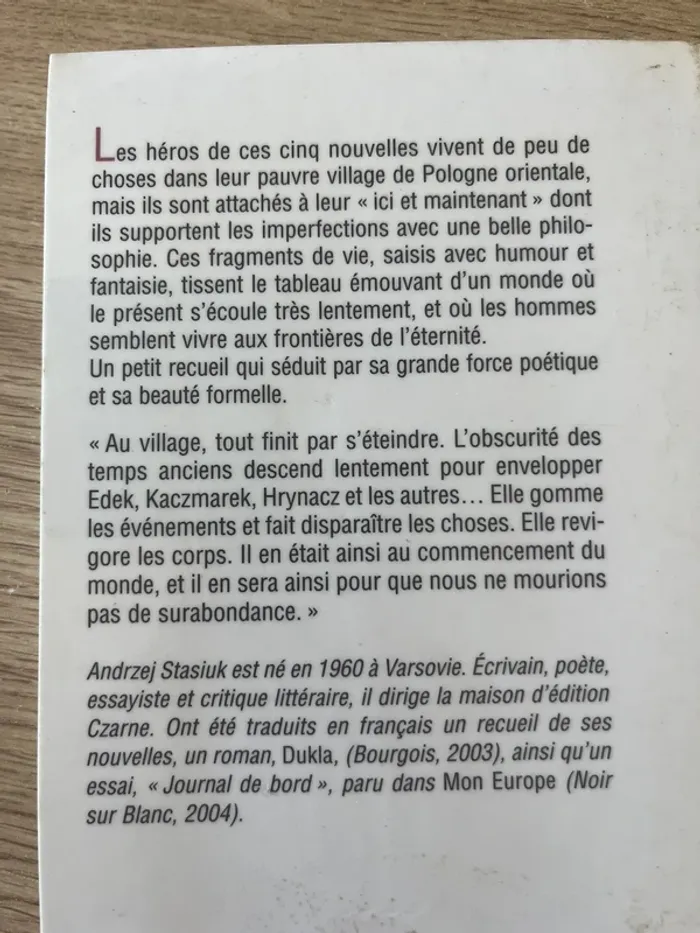 Les héros de ces cinq nouvelles vivent de peu de
choses dans leur pauvre village de Pologne orientale,
mais ils sont attachés à leur « ici et maintenant » dont
ils supportent les imperfections avec une belle philo-
sophie. Ces fragments de vie, saisis avec humour et
fantaisie, tissent le tableau émouvant d'un monde où
le présent s'écoule très lentement, et où les hommes
semblent vivre aux frontières de l'éternité.
Un petit recueil qui séduit par sa grande force poétique
et sa beauté formelle.
« Au village, tout finit par s'éteindre. L'obscurité des
temps anciens descend lentement pour envelopper
Edek, Kaczmarek, Hrynacz et les autres... Elle gomme
les événements et fait disparaître les choses. Elle revi-
gore les corps. Il en était ainsi au commencement du
monde, et il en sera ainsi pour que nous ne mourions
pas de surabondance. »
Andrzej Stasiuk est né en 1960 à Varsovie. Écrivain, poète,
essayiste et critique littéraire, il dirige la maison d'édition
Czarne. Ont été traduits en français un recueil de ses
nouvelles, un roman, Dukla, (Bourgois, 2003), ainsi qu'un
essai, « Journal de bord », paru dans Mon Europe (Noir
sur Blanc, 2004).